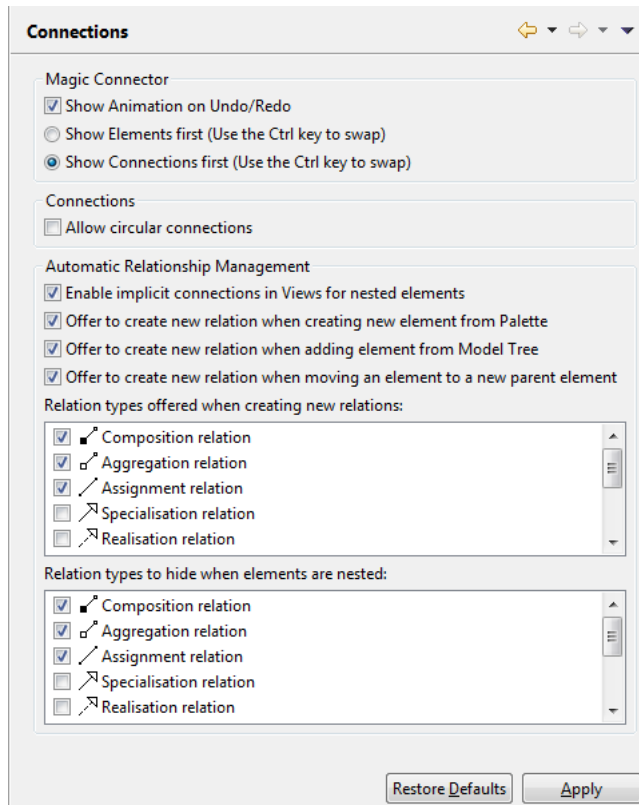 Connections
Magic Connector
Show Animation on Undo/Redo
Show Elements first (Use the Ctrl key to swap)
Show Connections first (Use the Ctrl key to swap)
Connections
Allow circular connections
Automatic Relationship Management
Enable implicit connections in Views for nested elements
Offer to create new relation when creating new element from Palette
Offer to create new relation when adding element from Model Tree
Offer to create new relation when moving an element to a new parent element
Relation types offered when creating new relations:
Composition relation
Aggregation relation
Assignment relation
Specialisation relation
Realisation relation
Relation types to hide when elements are nested:
Composition relation
Aggregation relation
Assignment relation
Specialisation relation
Realisation relation
Restore Defaults Apply